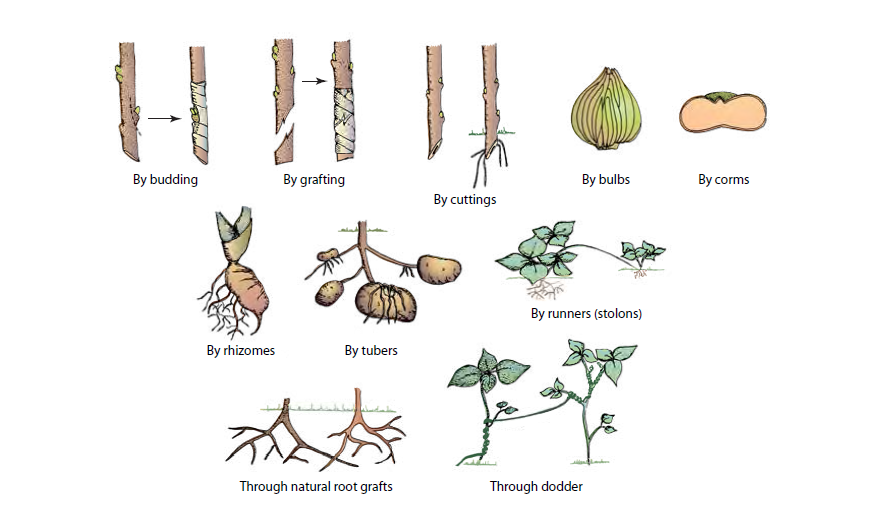 By budding
By grafting
By cuttings
By bulbs
By corms
By rhizomes
By tubers
By runners (stolons)
Through natural root grafts
Through dodder